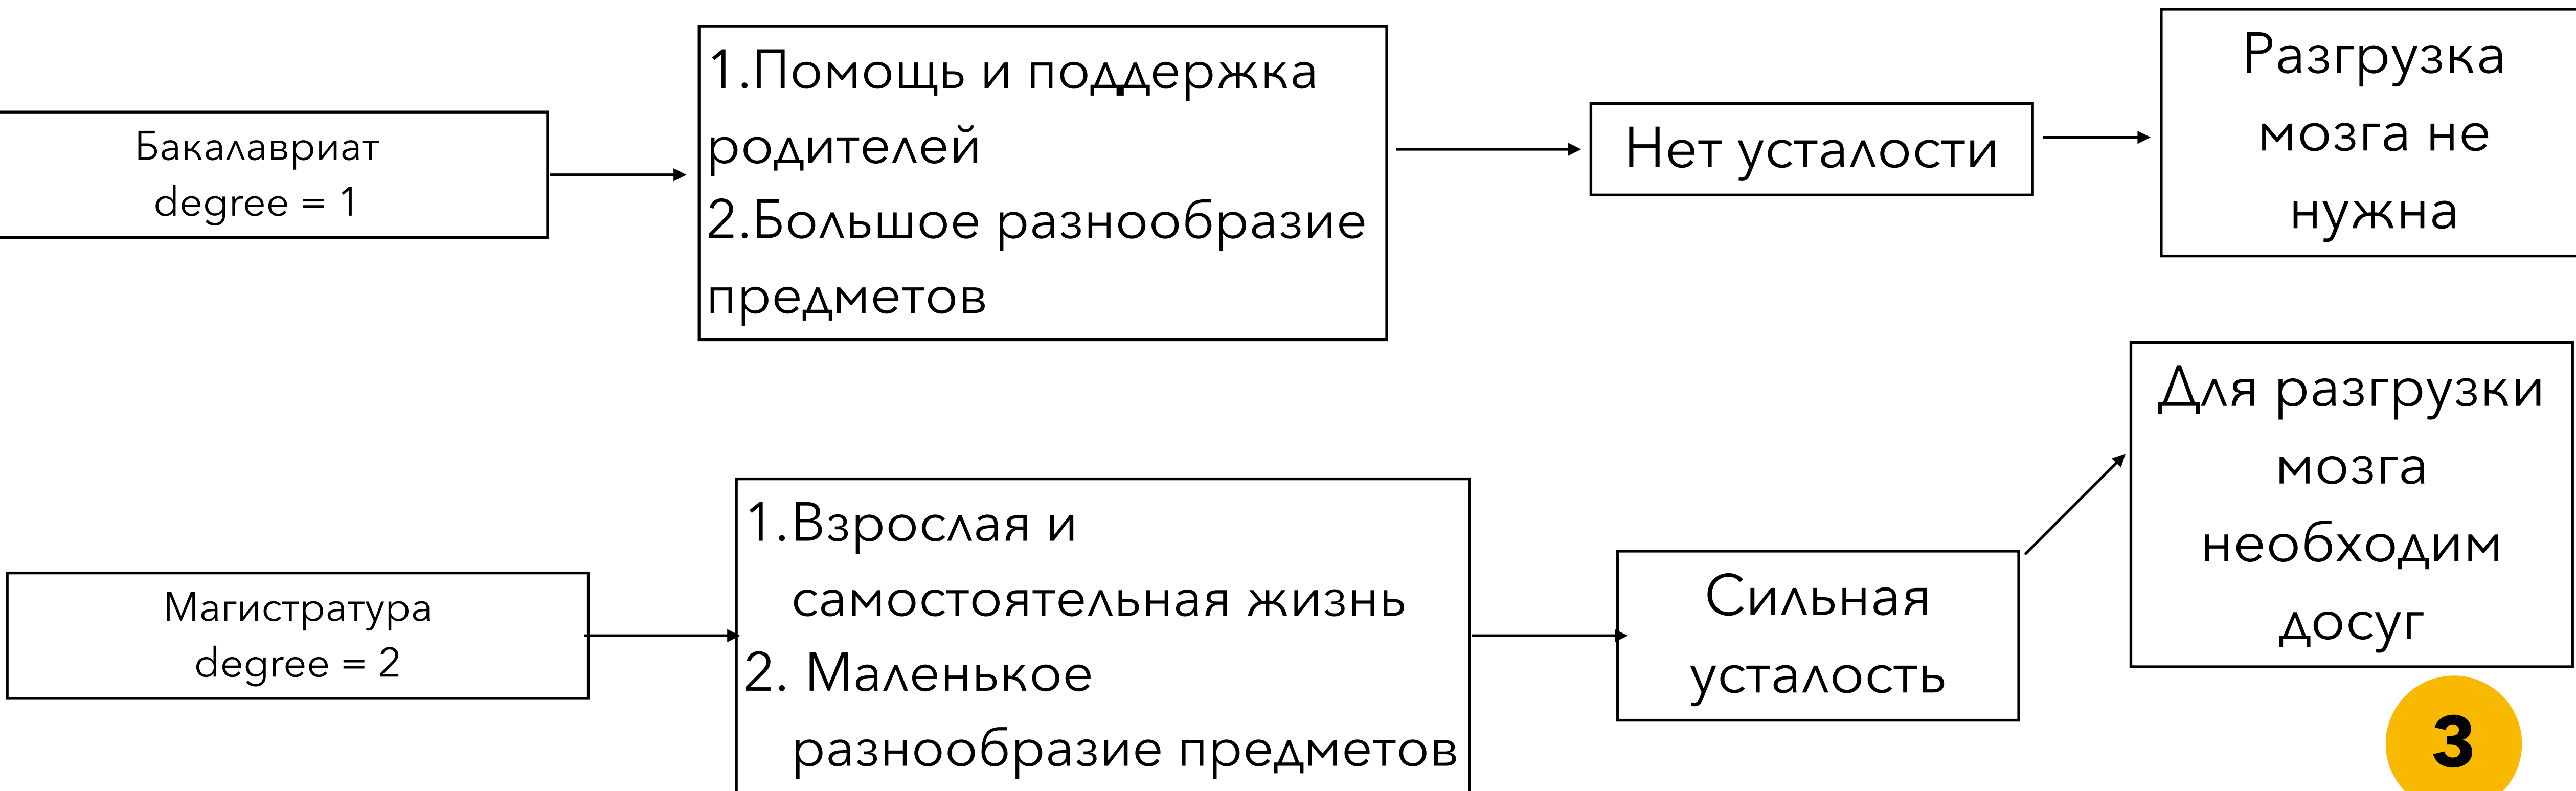 Бакалавриат
degree = 1
1.Помощь и поддержка
родителей
2.Большое разнообразие
предметов
Нет усталости
Разгрузка
мозга не
нужна
Магистратура
degree = 2
1.Взрослая и
самостоятельная жизнь
2. Маленькое
разнообразие предметов
Сильная
усталость
Для разгрузки
мозга
необходим
досуг
3